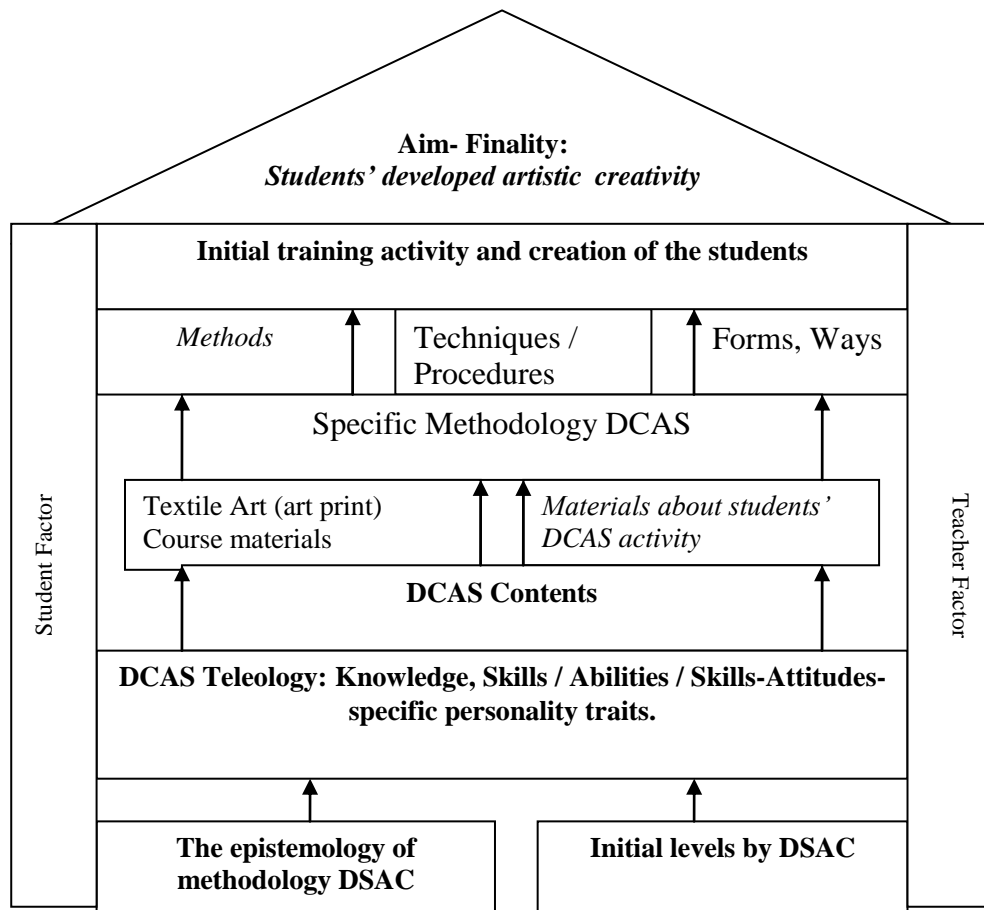 Aim- Finality:
Students’ developed artistic creativity
Initial training activity and creation of the students
Methods
Techniques /
Procedures
Forms, Ways
Specific Methodology DCAS
Textile Art (art print)
Course materials
Materials about students’
DCAS activity
DCAS Contents
DCAS Teleology: Knowledge, Skills / Abilities / Skills-Attitudes-
specific personality traits.
The epistemology of
methodology DSAC
Initial levels by DSAC
Student Factor
Teacher Factor